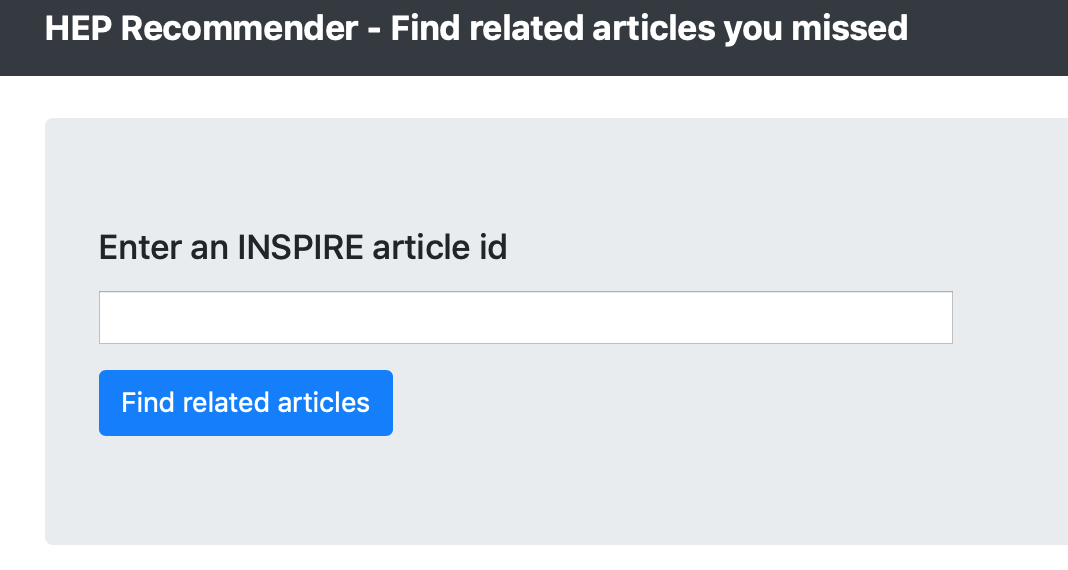 HEP Recommender - Find related articles you missed
Enter an INSPIRE article id
Find related articles